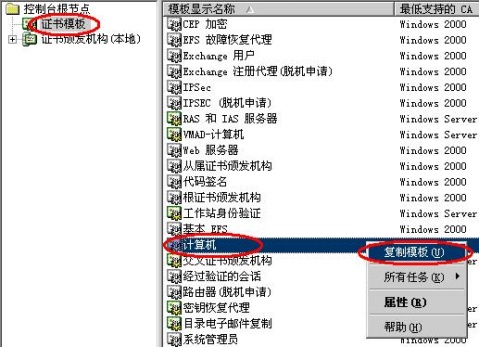 控制台根节点
证书模板
证书颁发机构(本地)
模板显示名称 最低支持的 CA
CEP 加密 Windows 2000
EFS 故障恢复代理 Windows 2000
Exchange 用户 Windows 2000
Exchange 注册代理(脱机申请) Windows 2000
IPSec Windows 2000
IPSEC (脱机申请) Windows 2000
RAS 和 IAS 服务器 Windows Server
VMAD-计算机 Windows Server
Web 服务器 Windows 2000
从属证书颁发机构 Windows 2000
代码签名 Windows 2000
根证书颁发机构 Windows 2000
工作站身份验证 Windows Server
基本 EFS Windows 2000
计算机
交叉证书颁发机构
经过验证的会话
路由器(脱机申请)
密钥恢复代理
目录电子邮件复制
系统管理员
复制模板(U)
所有任务(K)
属性(R)
帮助(H)